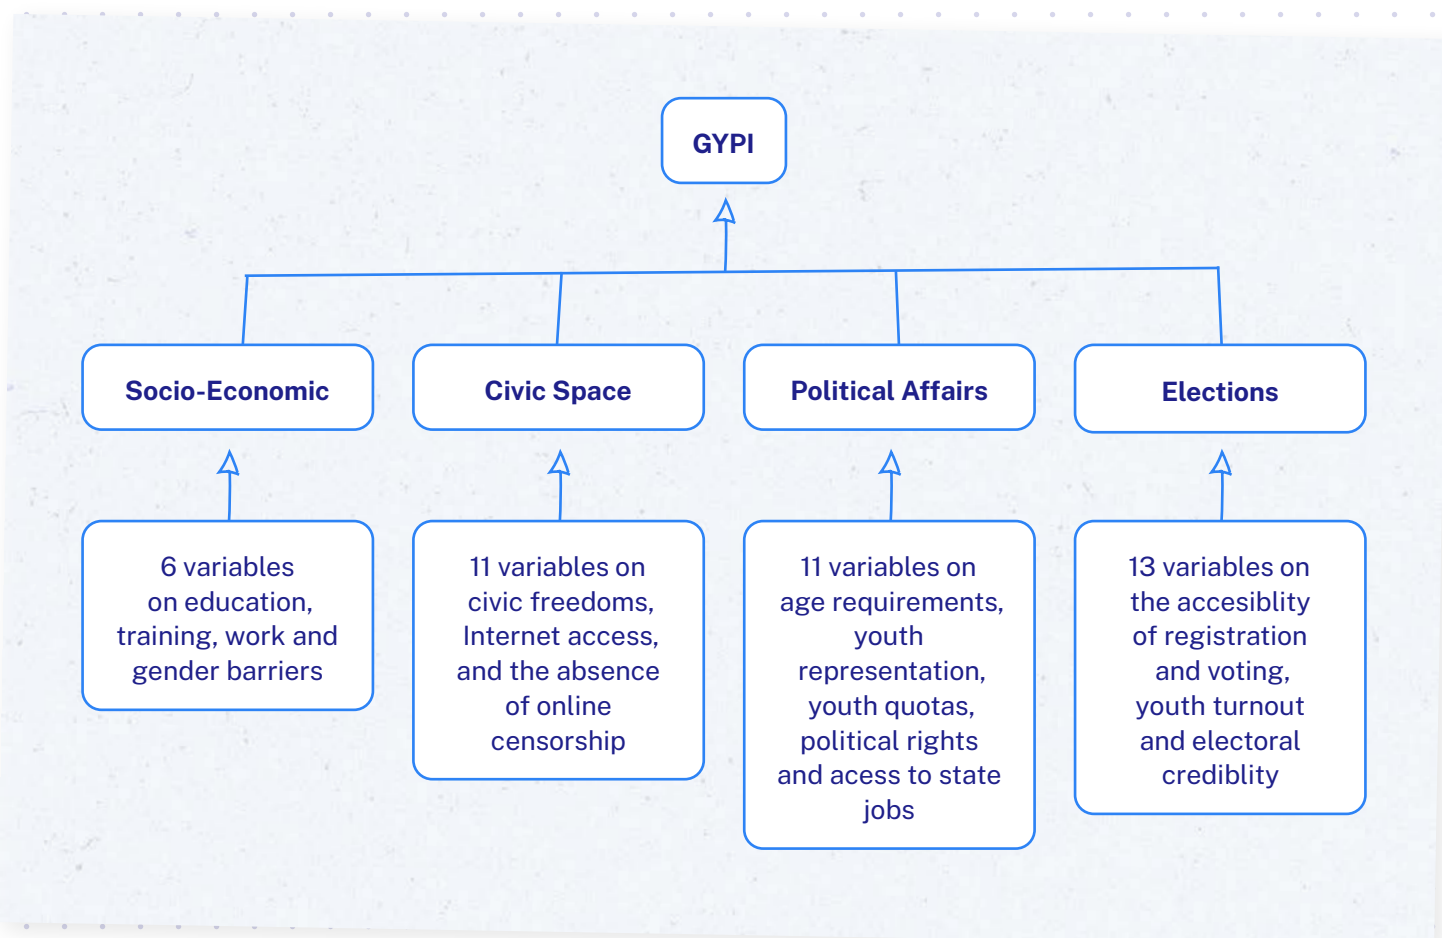 GYPI
Socio-Economic
Civic Space
Political Affairs
Elections
6 variables
on education,
training, work and
gender barriers
11 variables on
civic freedoms,
Internet access,
and the absence
of online
censorship
11 variables on
age requirements,
youth
representation,
youth quotas,
political rights
and acess to state
jobs
13 variables on
the accesiblity
of registration
and voting,
youth turnout
and electoral
crediblity